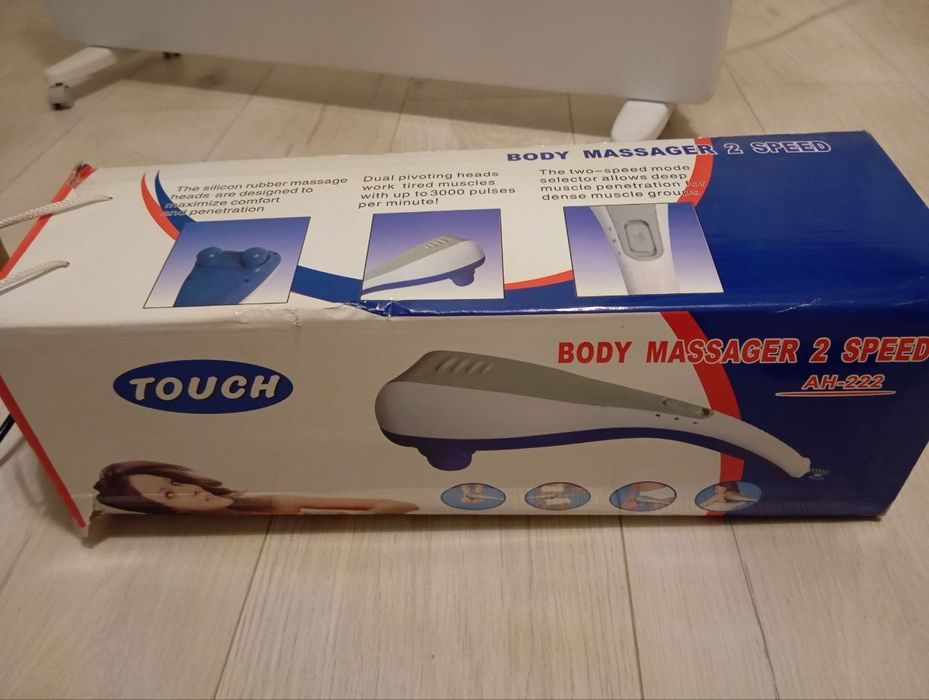 BODY MASSAGER 2 SPEED
The silicon rubber massage
heads are designed to
maximize comfort
and penetration
Dual pivoting heads
work tired muscles
with up to 3000 pulses
per minute!
The two-speed mode
selector allows deep
muscle penetration for
dense muscle groups
TOUCH
BODY MASSAGER 2 SPEED
AH-222